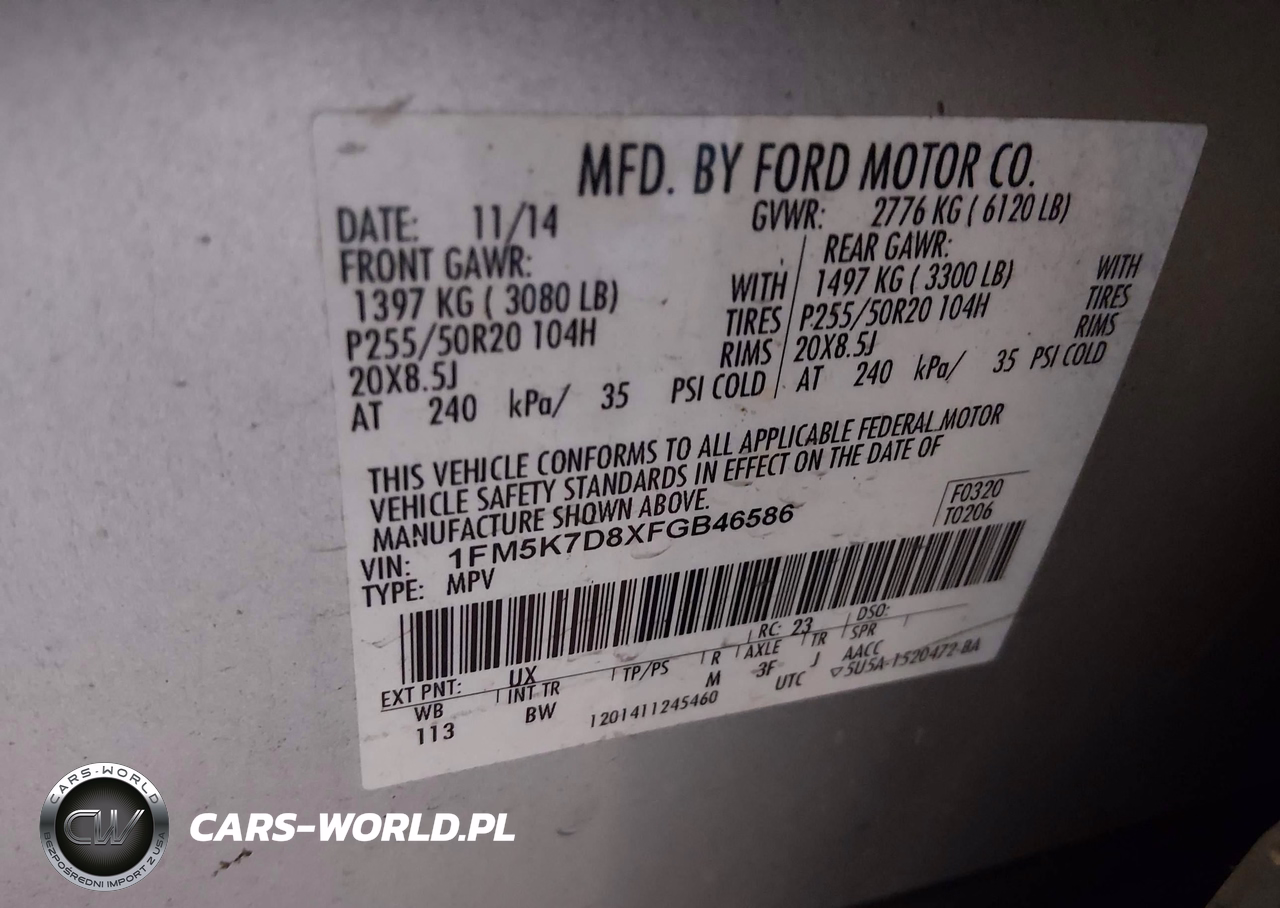 MFD. BY FORD MOTOR CO.
DATE: 11/14 GVWR: 2776 KG ( 6120 LB)
FRONT GAWR: REAR GAWR:
1397 KG ( 3080 LB) WITH 1497 KG ( 3300 LB) WITH
P255/50R20 104H TIRES P255/50R20 104H TIRES
20X8.5J RIMS 20X8.5J RIMS
AT 240 kPa/ 35 PSI COLD AT 240 kPa/ 35 PSI COLD
THIS VEHICLE CONFORMS TO ALL APPLICABLE FEDERAL MOTOR
VEHICLE SAFETY STANDARDS IN EFFECT ON THE DATE OF
MANUFACTURE SHOWN ABOVE.
F0320
T0206
VIN: 1FM5K7D8XFGB46586
TYPE: MPV
EXT PNT: UX RC: 23 DSO:
WB INT TR TP/PS R AXLE TR SPR
113 BW M 3F J AACC
1201411245460 UTC ▽5U5A-1520472-BA
CARS-WORLD
CW
BEZPOŚREDNI IMPORT Z USA
CARS-WORLD.PL